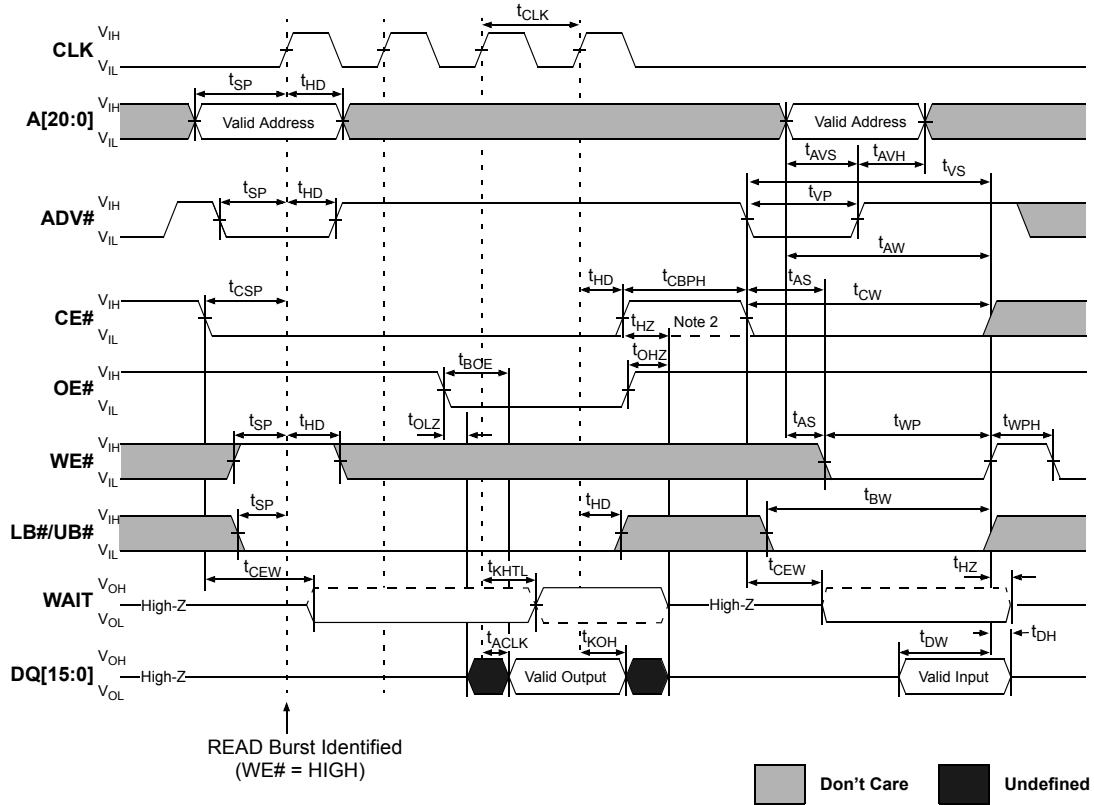 tCLK
VIH
CLK
VIL
tSP
tHD
VIH
A[20:0]
Valid Address
Valid Address
VIL
tAVS
tAVH
tVS
tSP
tHD
tVP
VIH
ADV#
VIL
tAW
tCSP
tHD
tCBPH
tAS
tCW
VIH
CE#
tHZ
Note 2
VIL
tBOE
tOHZ
VIH
OE#
VIL
tOLZ
tSP
tHD
tAS
tWP
tWPH
VIH
WE#
VIL
tSP
tHD
tBW
VIH
LB#/UB#
VIL
tCEW
tKHTL
tCEW
tHZ
VOH
WAIT
High-Z
High-Z
VOL
tACLK
tKOH
tDW
tDH
VOH
DQ[15:0]
High-Z
Valid Output
Valid Input
VOL
READ Burst Identified
(WE# = HIGH)
Don't Care
Undefined